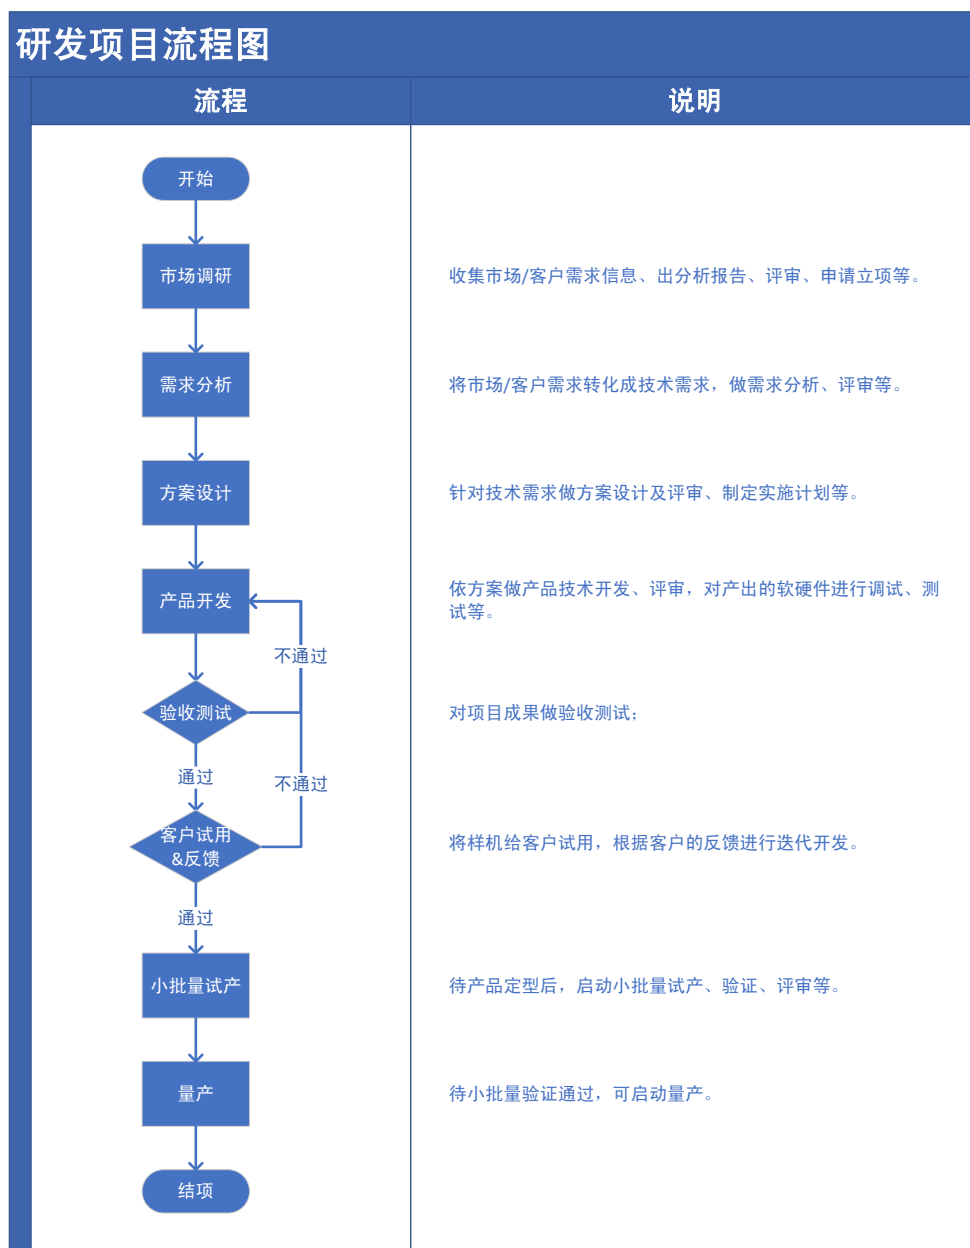 研发项目流程图
流程
说明
开始
市场调研
收集市场/客户需求信息、出分析报告、评审、申请立项等。
需求分析
将市场/客户需求转化成技术需求，做需求分析、评审等。
方案设计
针对技术需求做方案设计及评审、制定实施计划等。
产品开发
依方案做产品技术开发、评审，对产出的软硬件进行调试、测
试等。
不通过
验收测试
对项目成果做验收测试；
通过
不通过
客户试用
&反馈
将样机给客户试用，根据客户的反馈进行迭代开发。
通过
小批量试产
待产品定型后，启动小批量试产、验证、评审等。
量产
待小批量验证通过，可启动量产。
结项